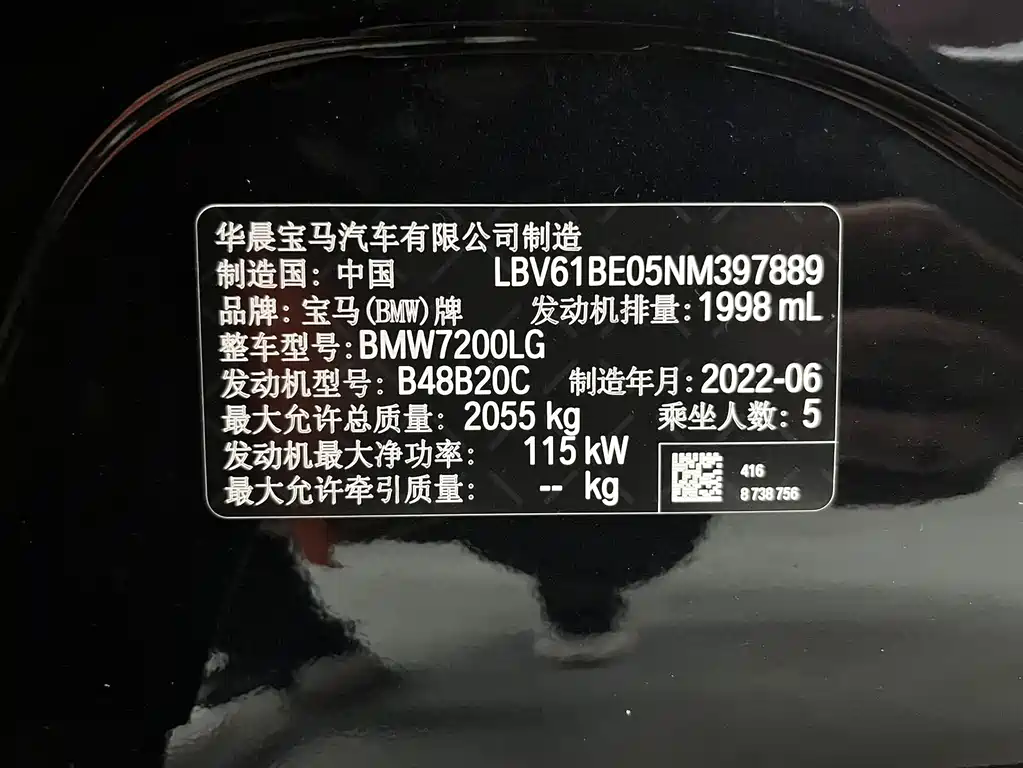 华晨宝马汽车有限公司制造
制造国：中国 LBV61BE05NM397889
品牌：宝马(BMW)牌 发动机排量：1998 mL
整车型号：BMW7200LG
发动机型号：B48B20C 制造年月：2022-06
最大允许总质量：2055 kg 乘坐人数：5
发动机最大净功率：115 kW
最大允许牵引质量：-- kg
416
8738756